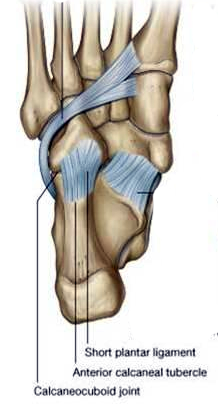 Short plantar ligament
Anterior calcaneal tubercle
Calcaneocuboid joint